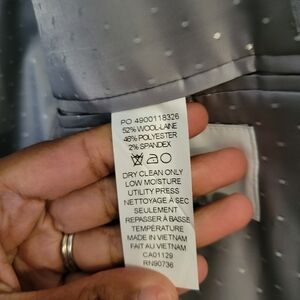 PO 4900118326
52% WOOL-LAINE
46% POLYESTER
2% SPANDEX
DRY CLEAN ONLY
LOW MOISTURE
UTILITY PRESS
NETTOYAGE À SEC
SEULEMENT
REPASSER À BASSE
TEMPÉRATURE
MADE IN VIETNAM
FAIT AU VIETNAM
CA01129
RN90736